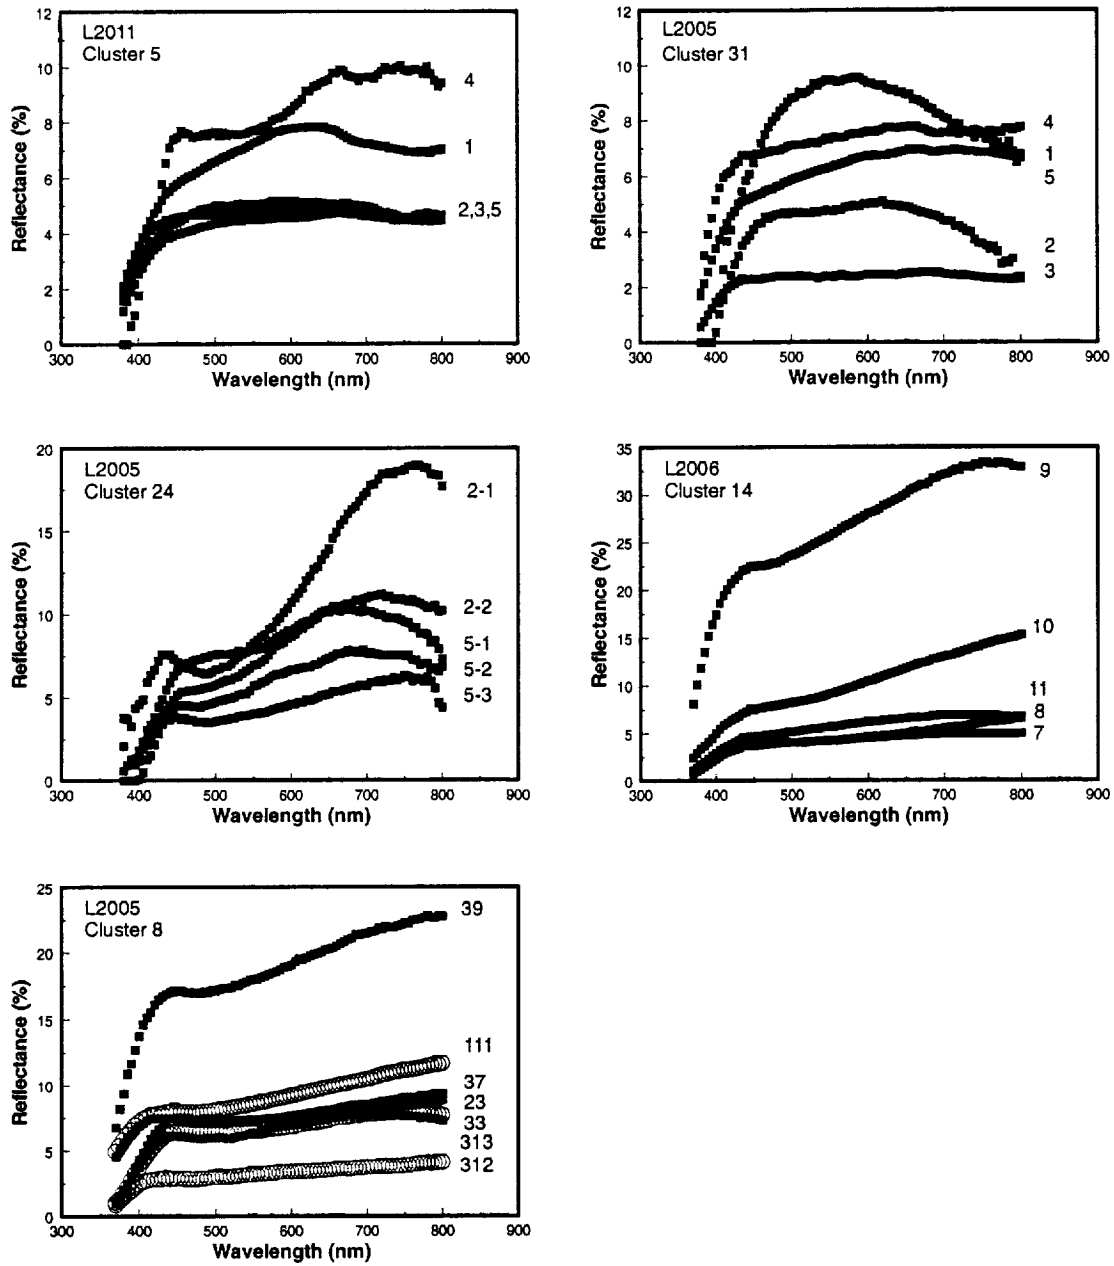 L2011
Cluster 5
12
10
8
6
4
2
0
300 400 500 600 700 800 900
Reflectance (%)
Wavelength (nm)
4
1
2,3,5
L2005
Cluster 31
12
10
8
6
4
2
0
300 400 500 600 700 800 900
Reflectance (%)
Wavelength (nm)
4
1
5
2
3
L2005
Cluster 24
20
15
10
5
0
300 400 500 600 700 800 900
Reflectance (%)
Wavelength (nm)
2-1
2-2
5-1
5-2
5-3
L2006
Cluster 14
35
30
25
20
15
10
5
0
300 400 500 600 700 800 900
Reflectance (%)
Wavelength (nm)
9
10
11
8
7
L2005
Cluster 8
25
20
15
10
5
0
300 400 500 600 700 800 900
Reflectance (%)
Wavelength (nm)
39
111
37
23
33
313
312